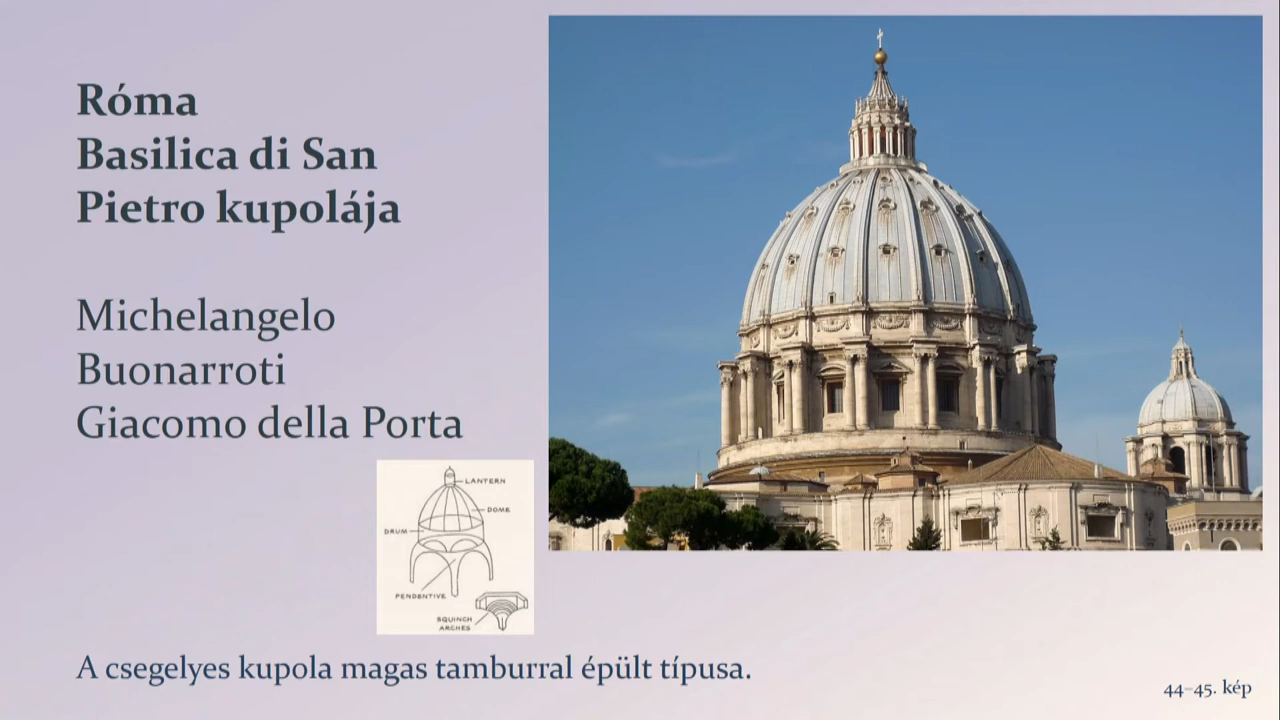 Róma
Basilica di San
Pietro kupolája
Michelangelo
Buonarroti
Giacomo della Porta
LANTERN
DOME
DRUM
PENDENTIVE
SQUINCH
ARCHES
A csegelyes kupola magas tamburral épült típusa.
44–45. kép